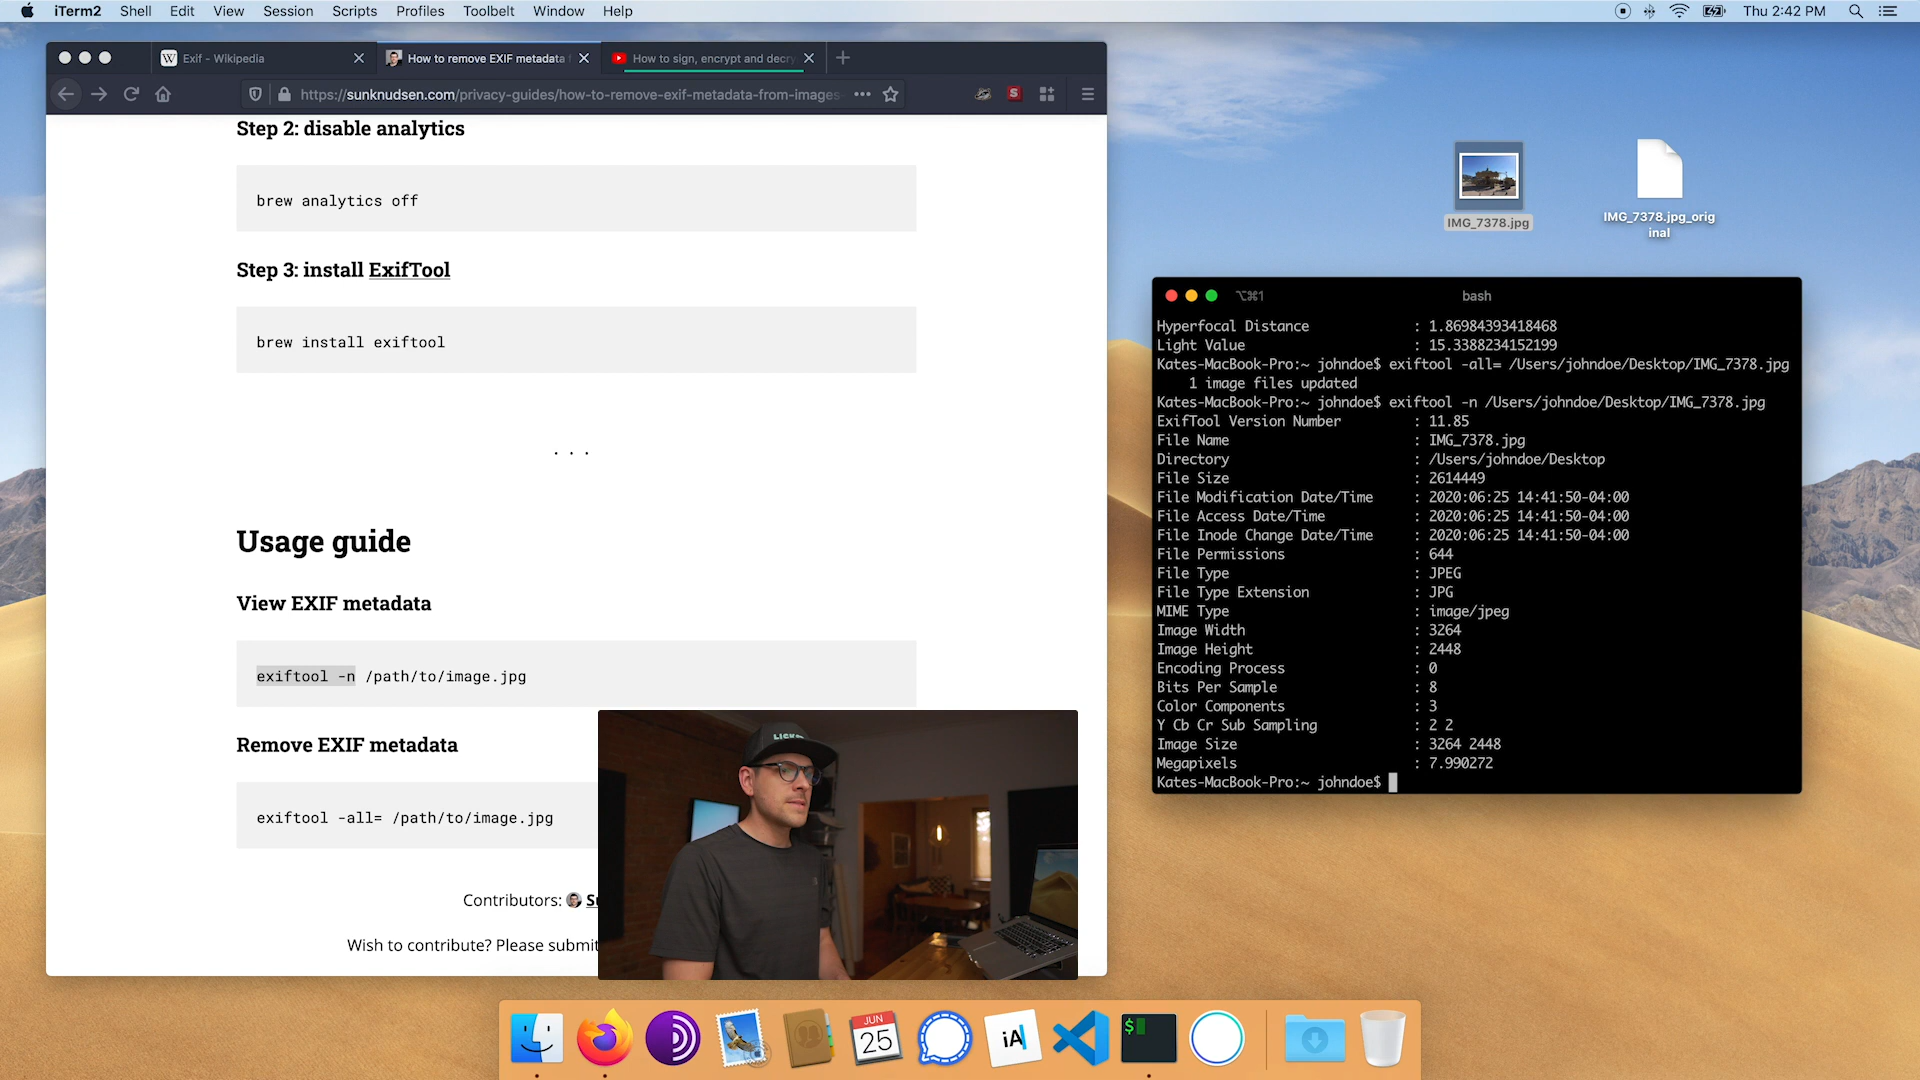 iTerm2 Shell Edit View Session Scripts Profiles Toolbelt Window Help
Thu 2:42 PM
Exif - Wikipedia
How to remove EXIF metadata
How to sign, encrypt and decry
https://sunknudsen.com/privacy-guides/how-to-remove-exif-metadata-from-images
Step 2: disable analytics
brew analytics off
Step 3: install ExifTool
brew install exiftool
. . .
Usage guide
View EXIF metadata
exiftool -n /path/to/image.jpg
Remove EXIF metadata
exiftool -all= /path/to/image.jpg
Contributors:
Wish to contribute? Please submit
IMG_7378.jpg
IMG_7378.jpg_orig
inal
⌥⌘1 bash
Hyperfocal Distance : 1.86984393418468
Light Value : 15.3388234152199
Kates-MacBook-Pro:~ johndoe$ exiftool -all= /Users/johndoe/Desktop/IMG_7378.jpg
1 image files updated
Kates-MacBook-Pro:~ johndoe$ exiftool -n /Users/johndoe/Desktop/IMG_7378.jpg
ExifTool Version Number : 11.85
File Name : IMG_7378.jpg
Directory : /Users/johndoe/Desktop
File Size : 2614449
File Modification Date/Time : 2020:06:25 14:41:50-04:00
File Access Date/Time : 2020:06:25 14:41:50-04:00
File Inode Change Date/Time : 2020:06:25 14:41:50-04:00
File Permissions : 644
File Type : JPEG
File Type Extension : JPG
MIME Type : image/jpeg
Image Width : 3264
Image Height : 2448
Encoding Process : 0
Bits Per Sample : 8
Color Components : 3
Y Cb Cr Sub Sampling : 2 2
Image Size : 3264 2448
Megapixels : 7.990272
Kates-MacBook-Pro:~ johndoe$
JUN
25
iA
$